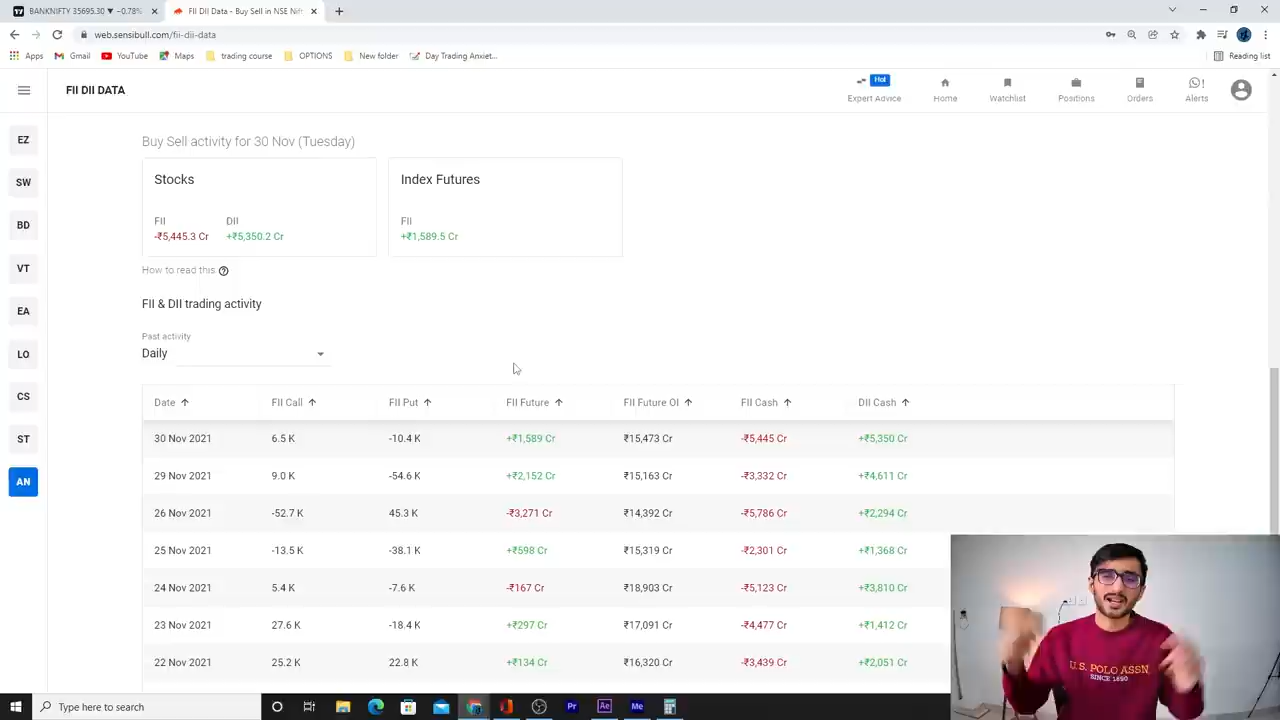 BANKNIFTY 35695.30 ▼ −0.78%
FII DII Data - Buy Sell in NSE Nift
web.sensibull.com/fii-dii-data
Apps Gmail YouTube Maps trading course OPTIONS New folder Day Trading Anxiet... Reading list
FII DII DATA
Hot
Expert Advice Home Watchlist Positions Orders Alerts
EZ
SW
BD
VT
EA
LO
CS
ST
AN
Buy Sell activity for 30 Nov (Tuesday)
Stocks
FII DII
-₹5,445.3 Cr +₹5,350.2 Cr
Index Futures
FII
+₹1,589.5 Cr
How to read this
FII & DII trading activity
Past activity
Daily
Date FII Call FII Put FII Future FII Future OI FII Cash DII Cash
30 Nov 2021 6.5 K -10.4 K +₹1,589 Cr ₹15,473 Cr -₹5,445 Cr +₹5,350 Cr
29 Nov 2021 9.0 K -54.6 K +₹2,152 Cr ₹15,163 Cr -₹3,332 Cr +₹4,611 Cr
26 Nov 2021 -52.7 K 45.3 K -₹3,271 Cr ₹14,392 Cr -₹5,786 Cr +₹2,294 Cr
25 Nov 2021 -13.5 K -38.1 K +₹598 Cr ₹15,319 Cr -₹2,301 Cr +₹1,368 Cr
24 Nov 2021 5.4 K -7.6 K -₹167 Cr ₹18,903 Cr -₹5,123 Cr +₹3,810 Cr
23 Nov 2021 27.6 K -18.4 K +₹297 Cr ₹17,091 Cr -₹4,477 Cr +₹1,412 Cr
22 Nov 2021 25.2 K 22.8 K +₹134 Cr ₹16,320 Cr -₹3,439 Cr +₹2,051 Cr
U.S. POLO ASSN.
SINCE 1890
Type here to search
Pr
Ae
Me